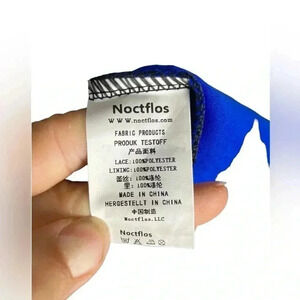 Noctflos
www.noctflos.com
FABRIC PRODUCTS
PRODUK TESTOFF
产品面料
LACE:100%POLYESTER
LINING:100%POLYESTER
蕾丝:100%涤纶
里:100%涤纶
MADE IN CHINA
HERGESTELLT IN CHINA
中国制造
Noctflos.LLC
Noctflos